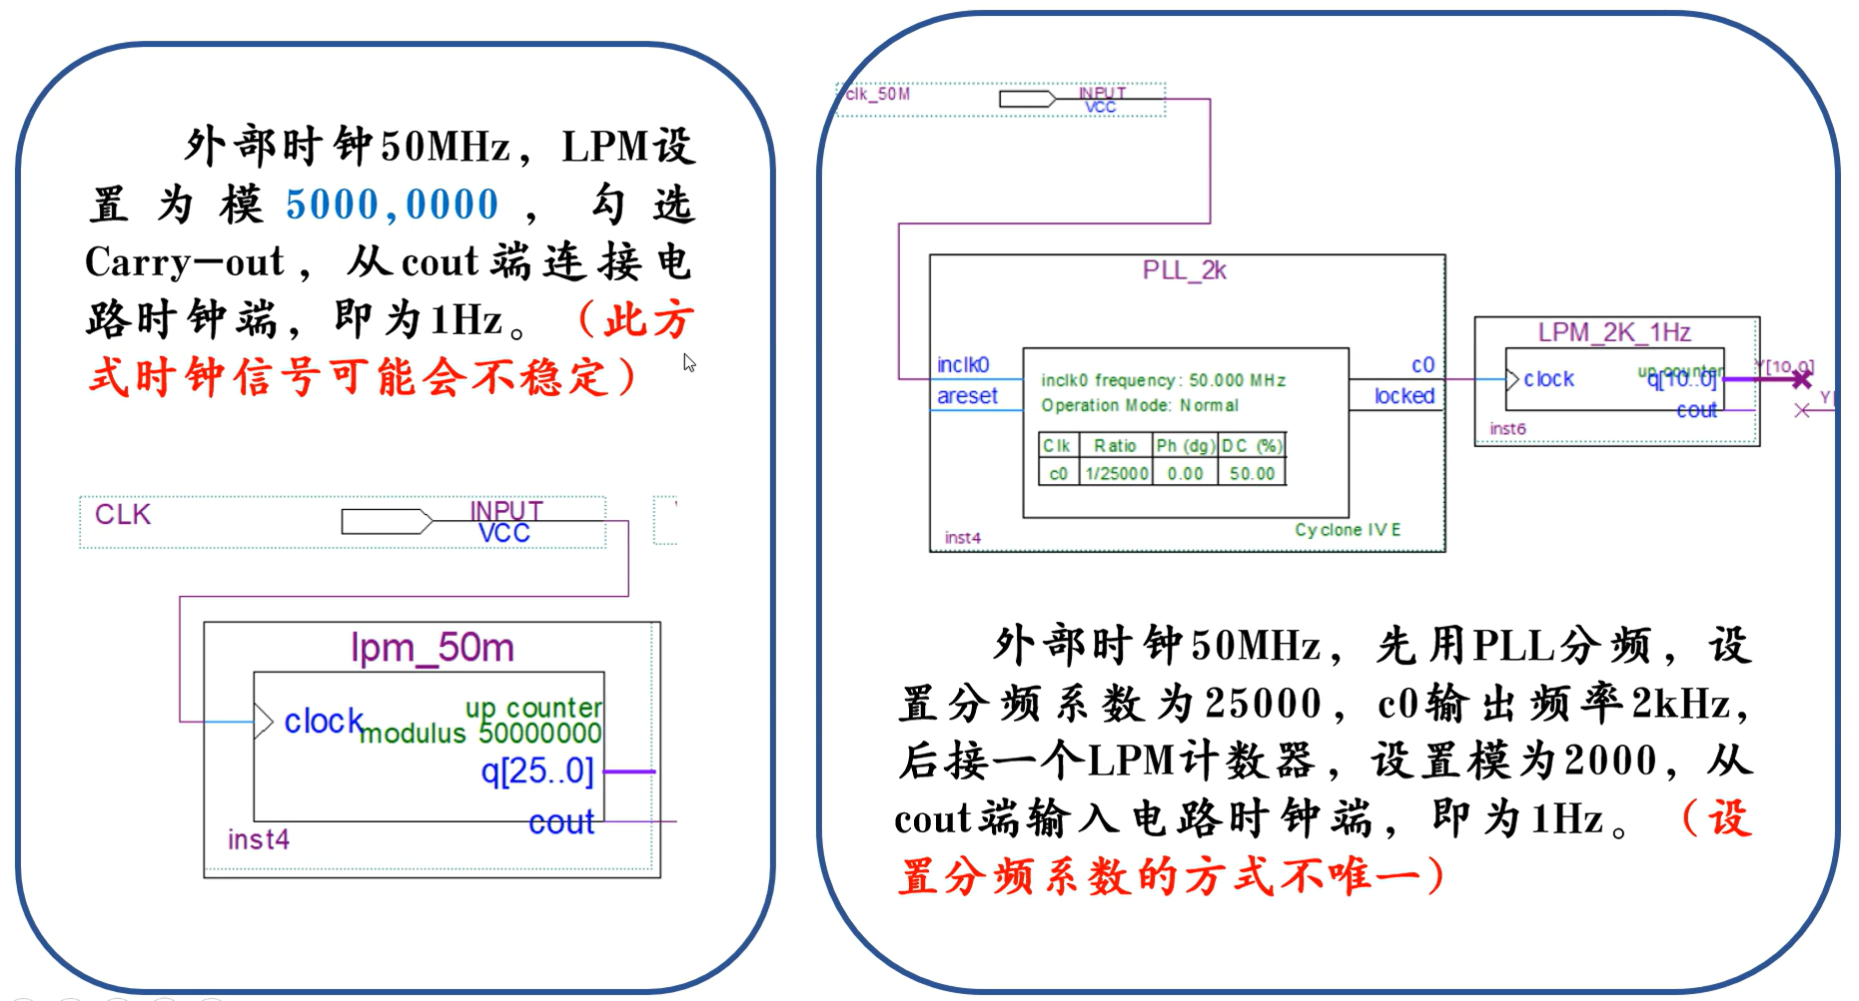 外部时钟50MHz，LPM设
置为模5000,0000，勾选
Carry—out，从cout端连接电
路时钟端，即为1Hz。（此方
式时钟信号可能会不稳定）
CLK
INPUT
VCC
lpm_50m
up counter
clock
modulus 50000000
q[25..0]
cout
inst4
clk_50M
INPUT
VCC
PLL_2k
inclk0
c0
areset
locked
inclk0 frequency: 50.000 MHz
Operation Mode: Normal
Clk Ratio Ph (dg) DC (%)
c0 1/25000 0.00 50.00
inst4
Cyclone IV E
LPM_2K_1Hz
up counter
clock
q[10..0]
cout
inst6
Y[10..0]
外部时钟50MHz，先用PLL分频，设
置分频系数为25000，c0输出频率2kHz，
后接一个LPM计数器，设置模为2000，从
cout端输入电路时钟端，即为1Hz。（设
置分频系数的方式不唯一）